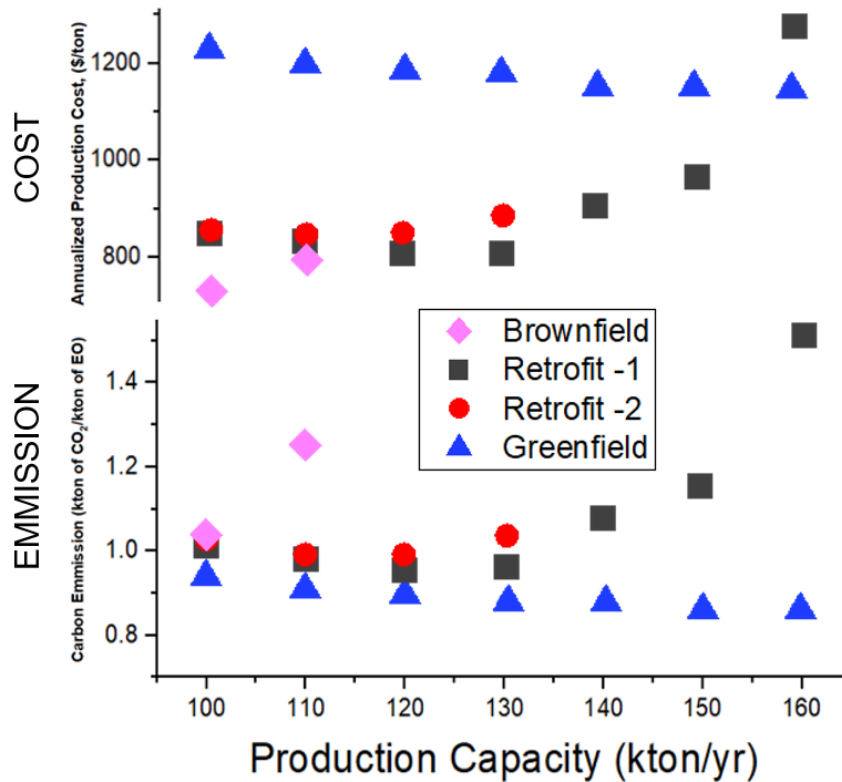 COST
Annualized Production Cost, ($/ton)
1200
1000
800
EMMISSION
Carbon Emmission (kton of CO₂/kton of EO)
1.4
1.2
1.0
0.8
Brownfield
Retrofit -1
Retrofit -2
Greenfield
100 110 120 130 140 150 160
Production Capacity (kton/yr)